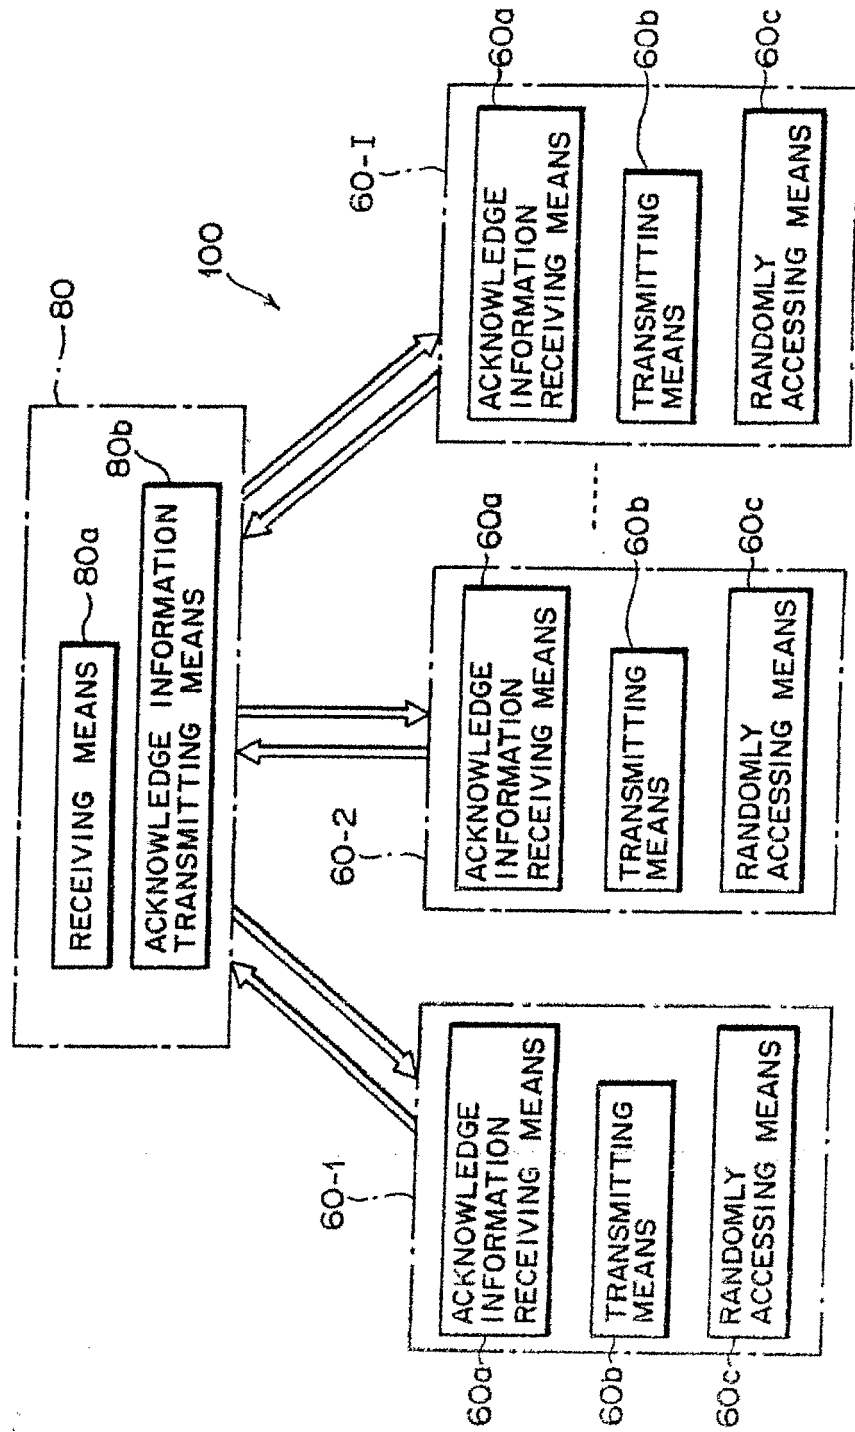 100
80
RECEIVING MEANS
80a
80b
ACKNOWLEDGE INFORMATION
TRANSMITTING MEANS
60-1
ACKNOWLEDGE
INFORMATION
RECEIVING MEANS
60a
TRANSMITTING
MEANS
60b
RANDOMLY
ACCESSING MEANS
60c
60-2
ACKNOWLEDGE
INFORMATION
RECEIVING MEANS
60a
TRANSMITTING
MEANS
60b
RANDOMLY
ACCESSING MEANS
60c
60-I
ACKNOWLEDGE
INFORMATION
RECEIVING MEANS
60a
TRANSMITTING
MEANS
60b
RANDOMLY
ACCESSING MEANS
60c